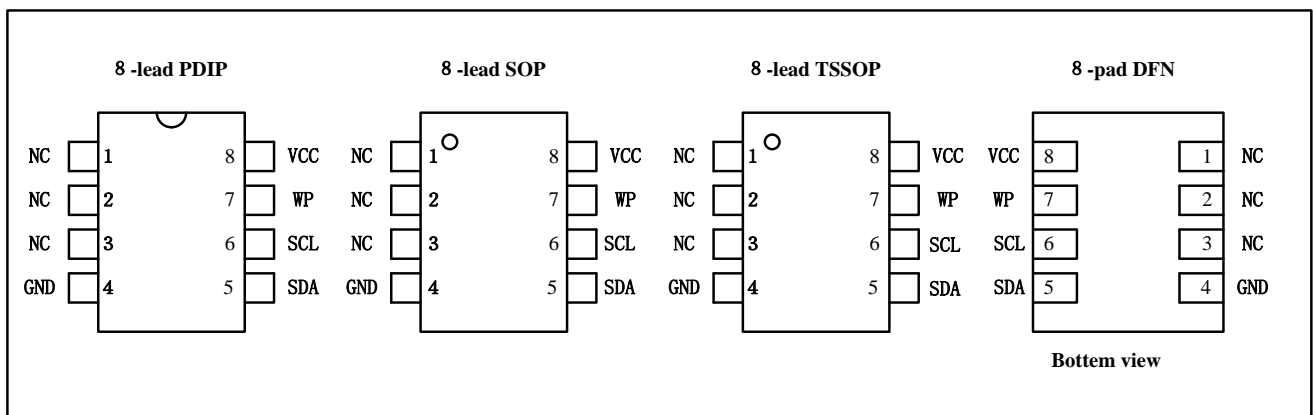 8 -lead PDIP 8 -lead SOP 8 -lead TSSOP 8 -pad DFN
NC 1 8 VCC NC 1 8 VCC NC 1 8 VCC VCC 8 1 NC
NC 2 7 WP NC 2 7 WP NC 2 7 WP WP 7 2 NC
NC 3 6 SCL NC 3 6 SCL NC 3 6 SCL SCL 6 3 NC
GND 4 5 SDA GND 4 5 SDA GND 4 5 SDA SDA 5 4 GND
Bottem view